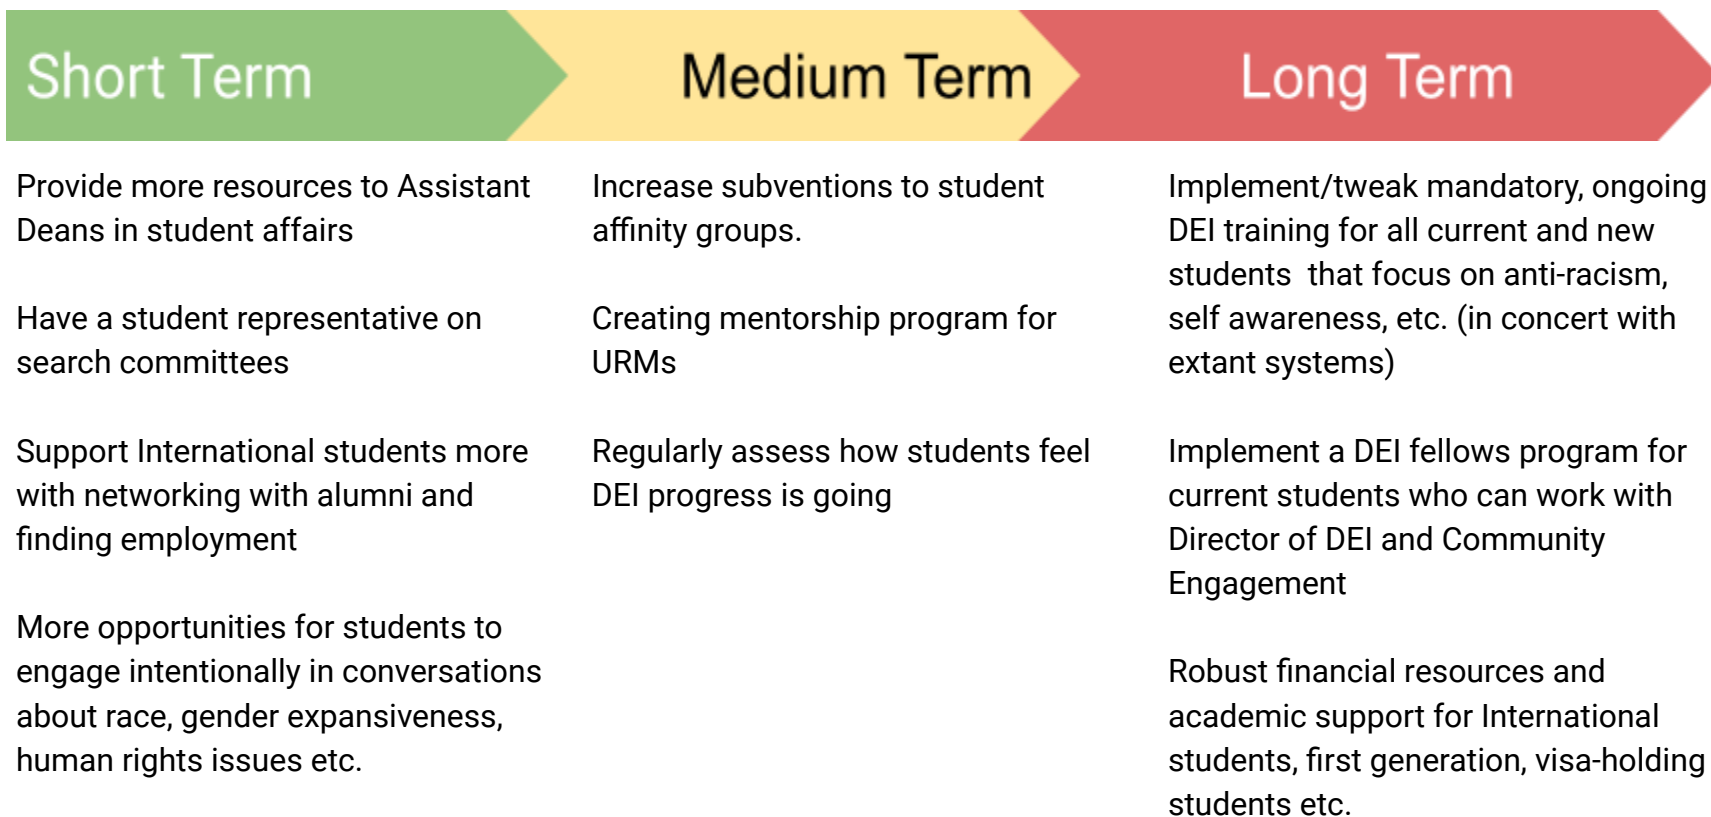 Short Term
Medium Term
Long Term
Provide more resources to Assistant
Deans in student affairs
Have a student representative on
search committees
Support International students more
with networking with alumni and
finding employment
More opportunities for students to
engage intentionally in conversations
about race, gender expansiveness,
human rights issues etc.
Increase subventions to student
affinity groups.
Creating mentorship program for
URMs
Regularly assess how students feel
DEI progress is going
Implement/tweak mandatory, ongoing
DEI training for all current and new
students  that focus on anti-racism,
self awareness, etc. (in concert with
extant systems)
Implement a DEI fellows program for
current students who can work with
Director of DEI and Community
Engagement
Robust financial resources and
academic support for International
students, first generation, visa-holding
students etc.